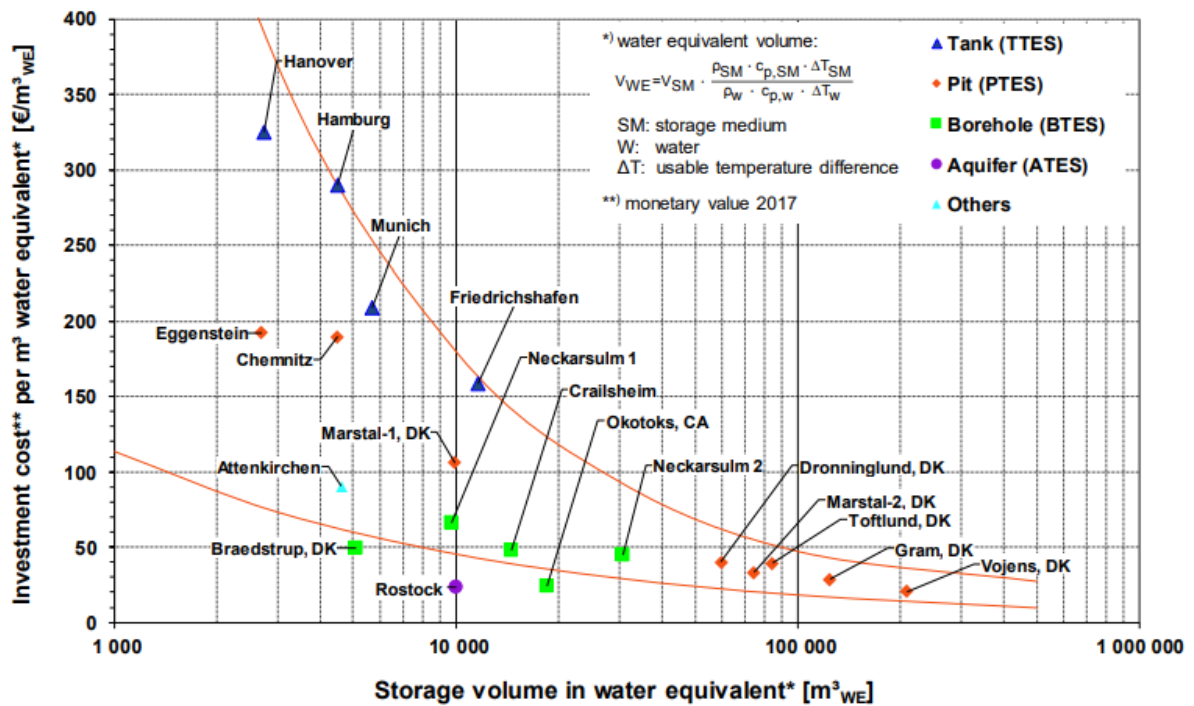 400
350
300
250
200
150
100
50
0
Investment cost** per m³ water equivalent* [€/m³WE]
1 000
10 000
100 000
1 000 000
Storage volume in water equivalent* [m³WE]
*) water equivalent volume:
VWE=VSM · ρSM · cp,SM · ΔTSM / ρw · cp,w · ΔTw
SM: storage medium
W: water
ΔT: usable temperature difference
**) monetary value 2017
Tank (TTES)
Pit (PTES)
Borehole (BTES)
Aquifer (ATES)
Others
Hanover
Hamburg
Munich
Friedrichshafen
Eggenstein
Chemnitz
Neckarsulm 1
Crailsheim
Okotoks, CA
Marstal-1, DK
Attenkirchen
Neckarsulm 2
Dronninglund, DK
Marstal-2, DK
Toftlund, DK
Braedstrup, DK
Gram, DK
Vojens, DK
Rostock